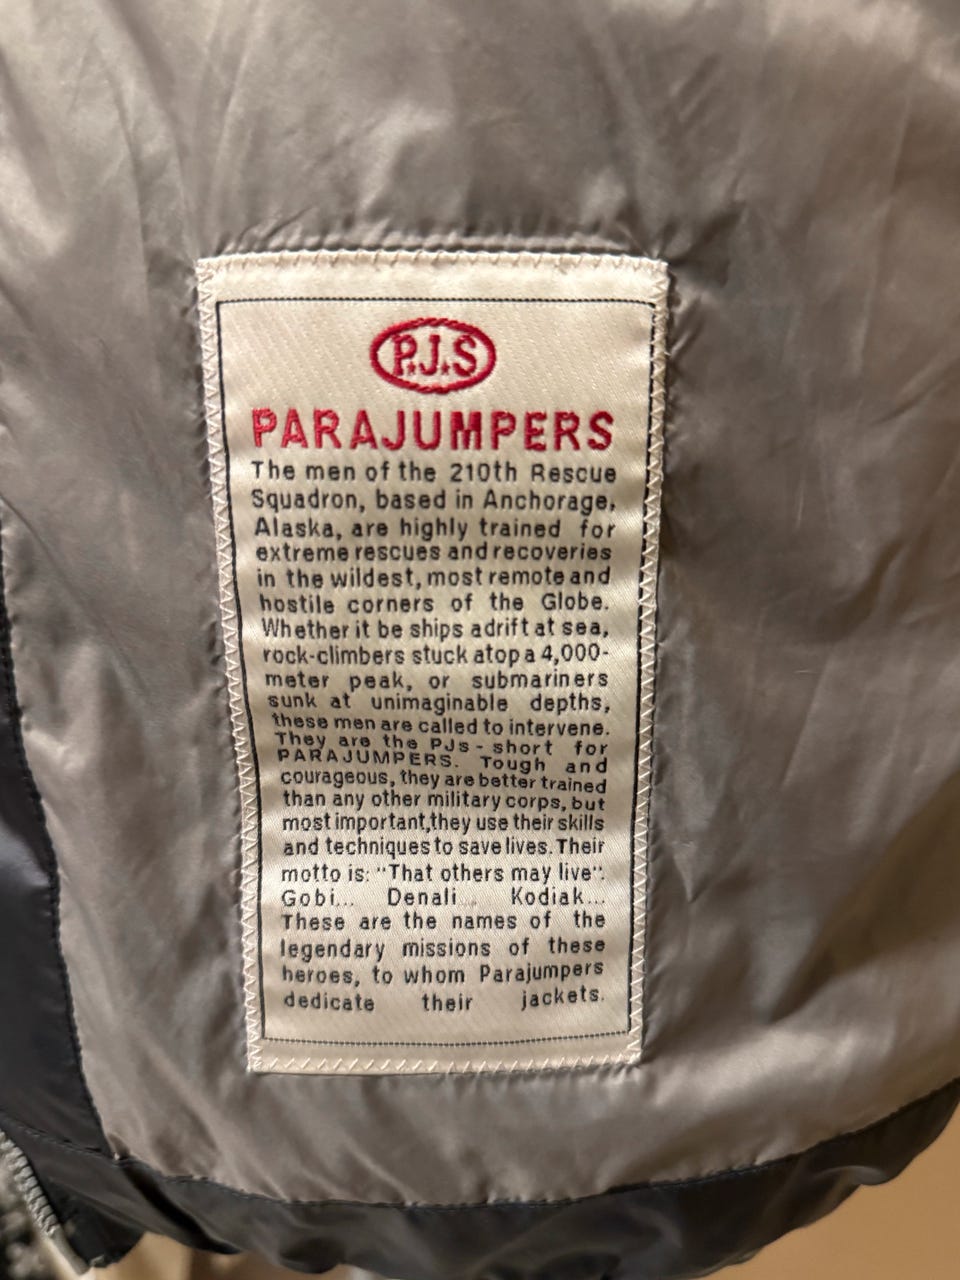 P.J.S
PARAJUMPERS
The men of the 210th Rescue
Squadron, based in Anchorage,
Alaska, are highly trained for
extreme rescues and recoveries
in the wildest, most remote and
hostile corners of the Globe.
Whether it be ships adrift at sea,
rock-climbers stuck atop a 4,000-
meter peak, or submariners
sunk at unimaginable depths,
these men are called to intervene.
They are the PJs - short for
PARAJUMPERS. Tough and
courageous, they are better trained
than any other military corps, but
most important,they use their skills
and techniques to save lives. Their
motto is: "That others may live".
Gobi... Denali... Kodiak...
These are the names of the
legendary missions of these
heroes, to whom Parajumpers
dedicate their jackets.